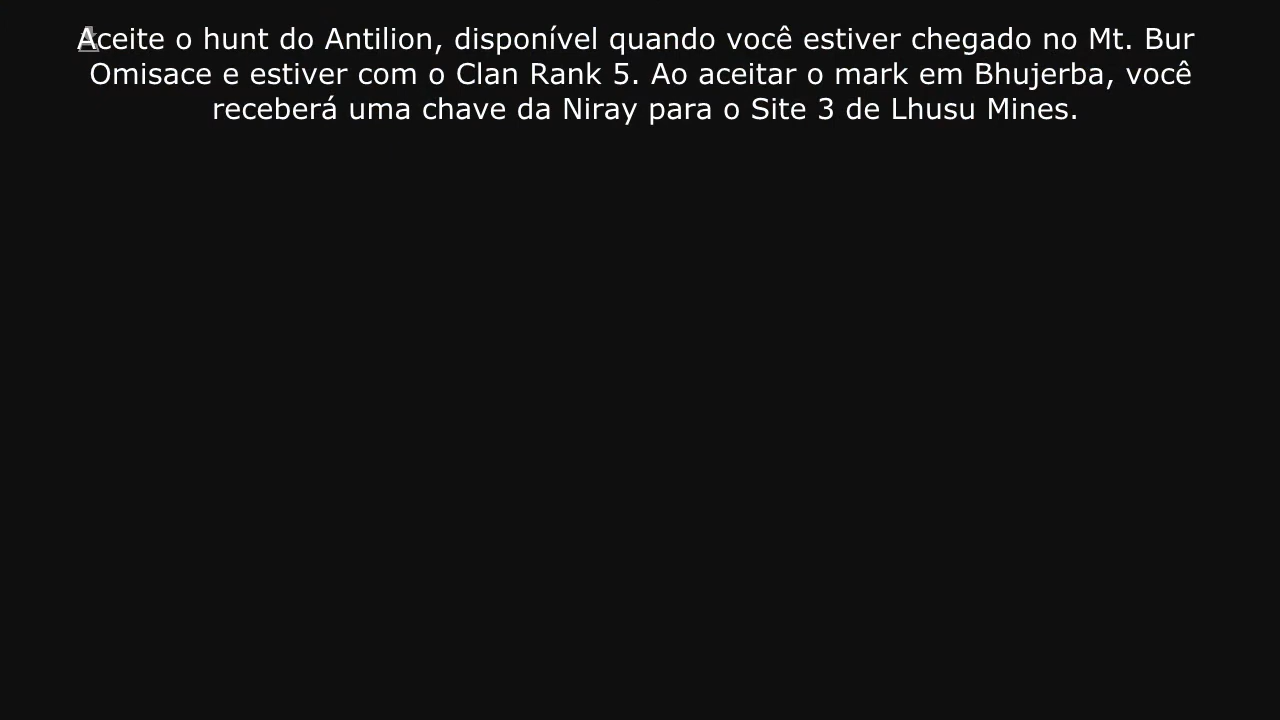 Aceite o hunt do Antilion, disponível quando você estiver chegado no Mt. Bur
Omisace e estiver com o Clan Rank 5. Ao aceitar o mark em Bhujerba, você
receberá uma chave da Niray para o Site 3 de Lhusu Mines.